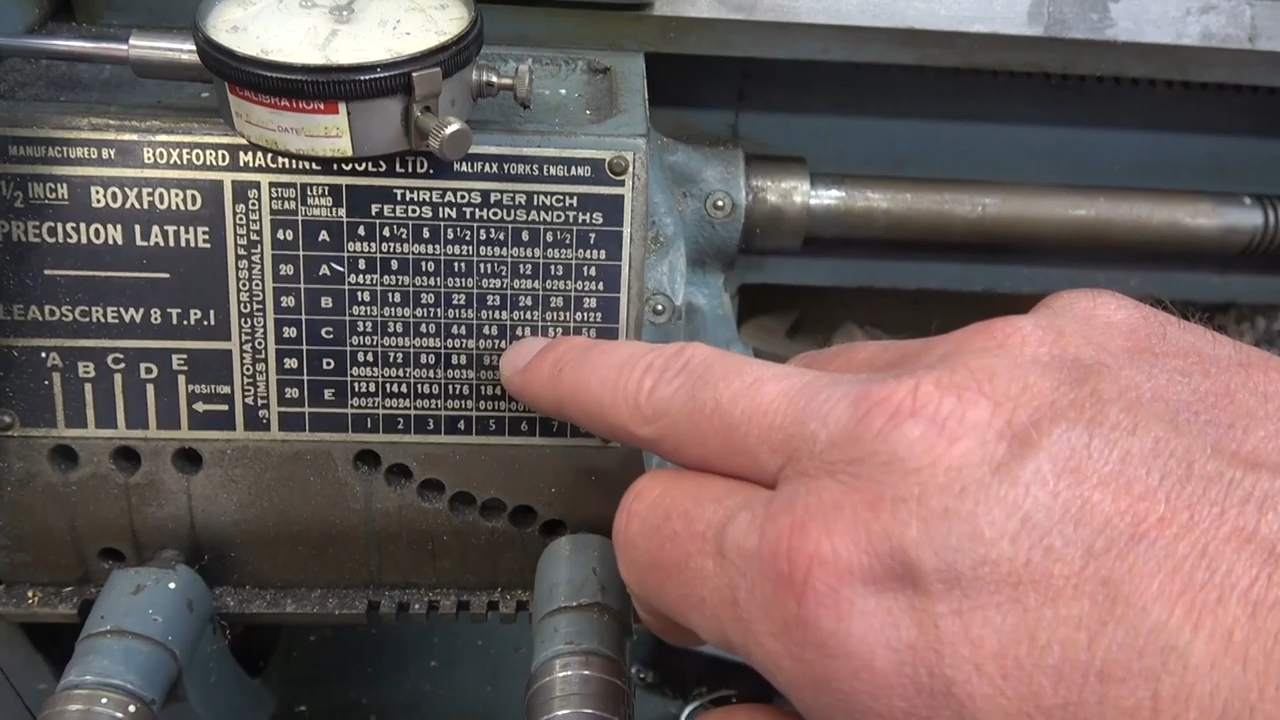 CALIBRATION
DATE
MANUFACTURED BY BOXFORD MACHINE TOOLS LTD. HALIFAX. YORKS. ENGLAND.
1/2 INCH BOXFORD
PRECISION LATHE
LEADSCREW 8 T.P.I
A B C D E
POSITION
AUTOMATIC CROSS FEEDS
.3 TIMES LONGITUDINAL FEEDS
STUD GEAR LEFT HAND TUMBLER THREADS PER INCH
FEEDS IN THOUSANDTHS
40 A 4 4 1/2 5 5 1/2 5 3/4 6 6 1/2 7
·0853 ·0758 ·0683 ·0621 ·0594 ·0569 ·0525 ·0488
20 A 8 9 10 11 11 1/2 12 13 14
·0427 ·0379 ·0341 ·0310 ·0297 ·0284 ·0263 ·0244
20 B 16 18 20 22 23 24 26 28
·0213 ·0190 ·0171 ·0155 ·0148 ·0142 ·0131 ·0122
20 C 32 36 40 44 46 48 52 56
·0107 ·0095 ·0085 ·0078 ·0074
20 D 64 72 80 88 92
·0053 ·0047 ·0043 ·0039
20 E 128 144 160 176 184
·0027 ·0024 ·0021 ·0019 ·0019
1 2 3 4 5 6 7